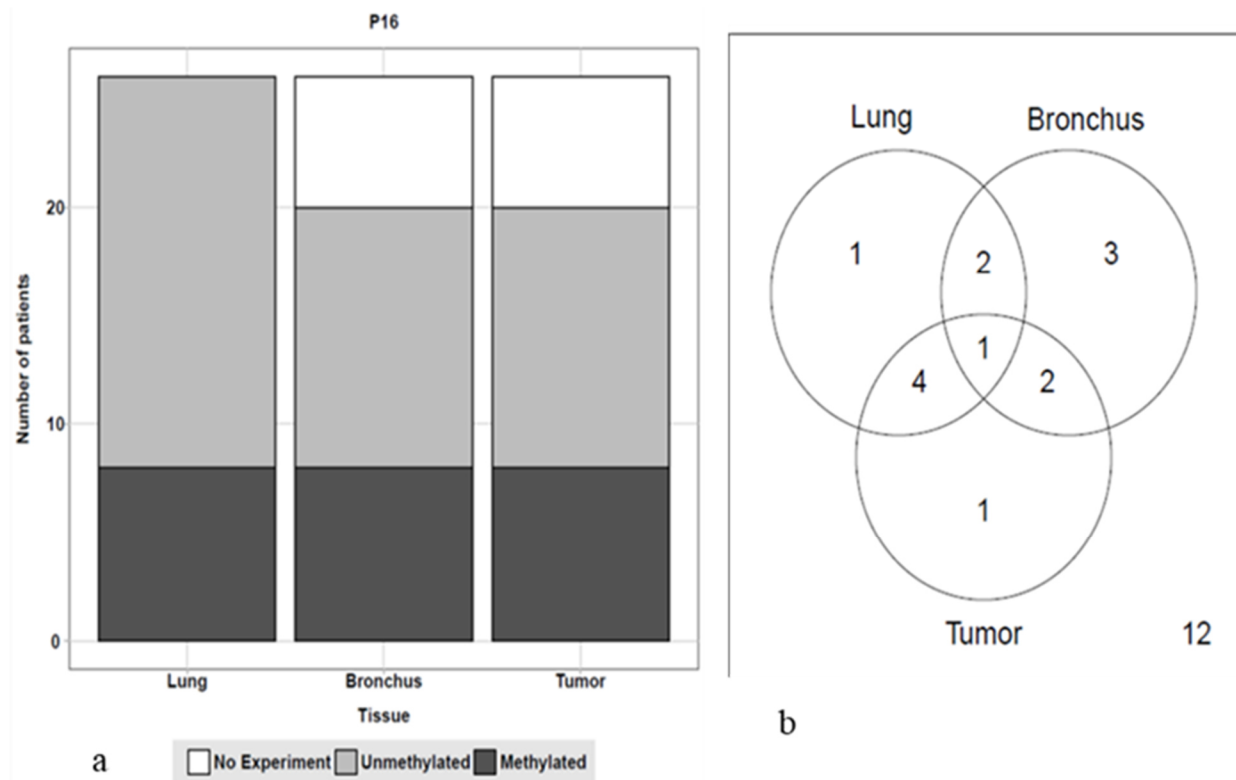 P16
Number of patients
20
10
0
Lung Bronchus Tumor
Tissue
No Experiment Unmethylated Methylated
a
Lung Bronchus
1 2 3
1
4 2
1
Tumor 12
b